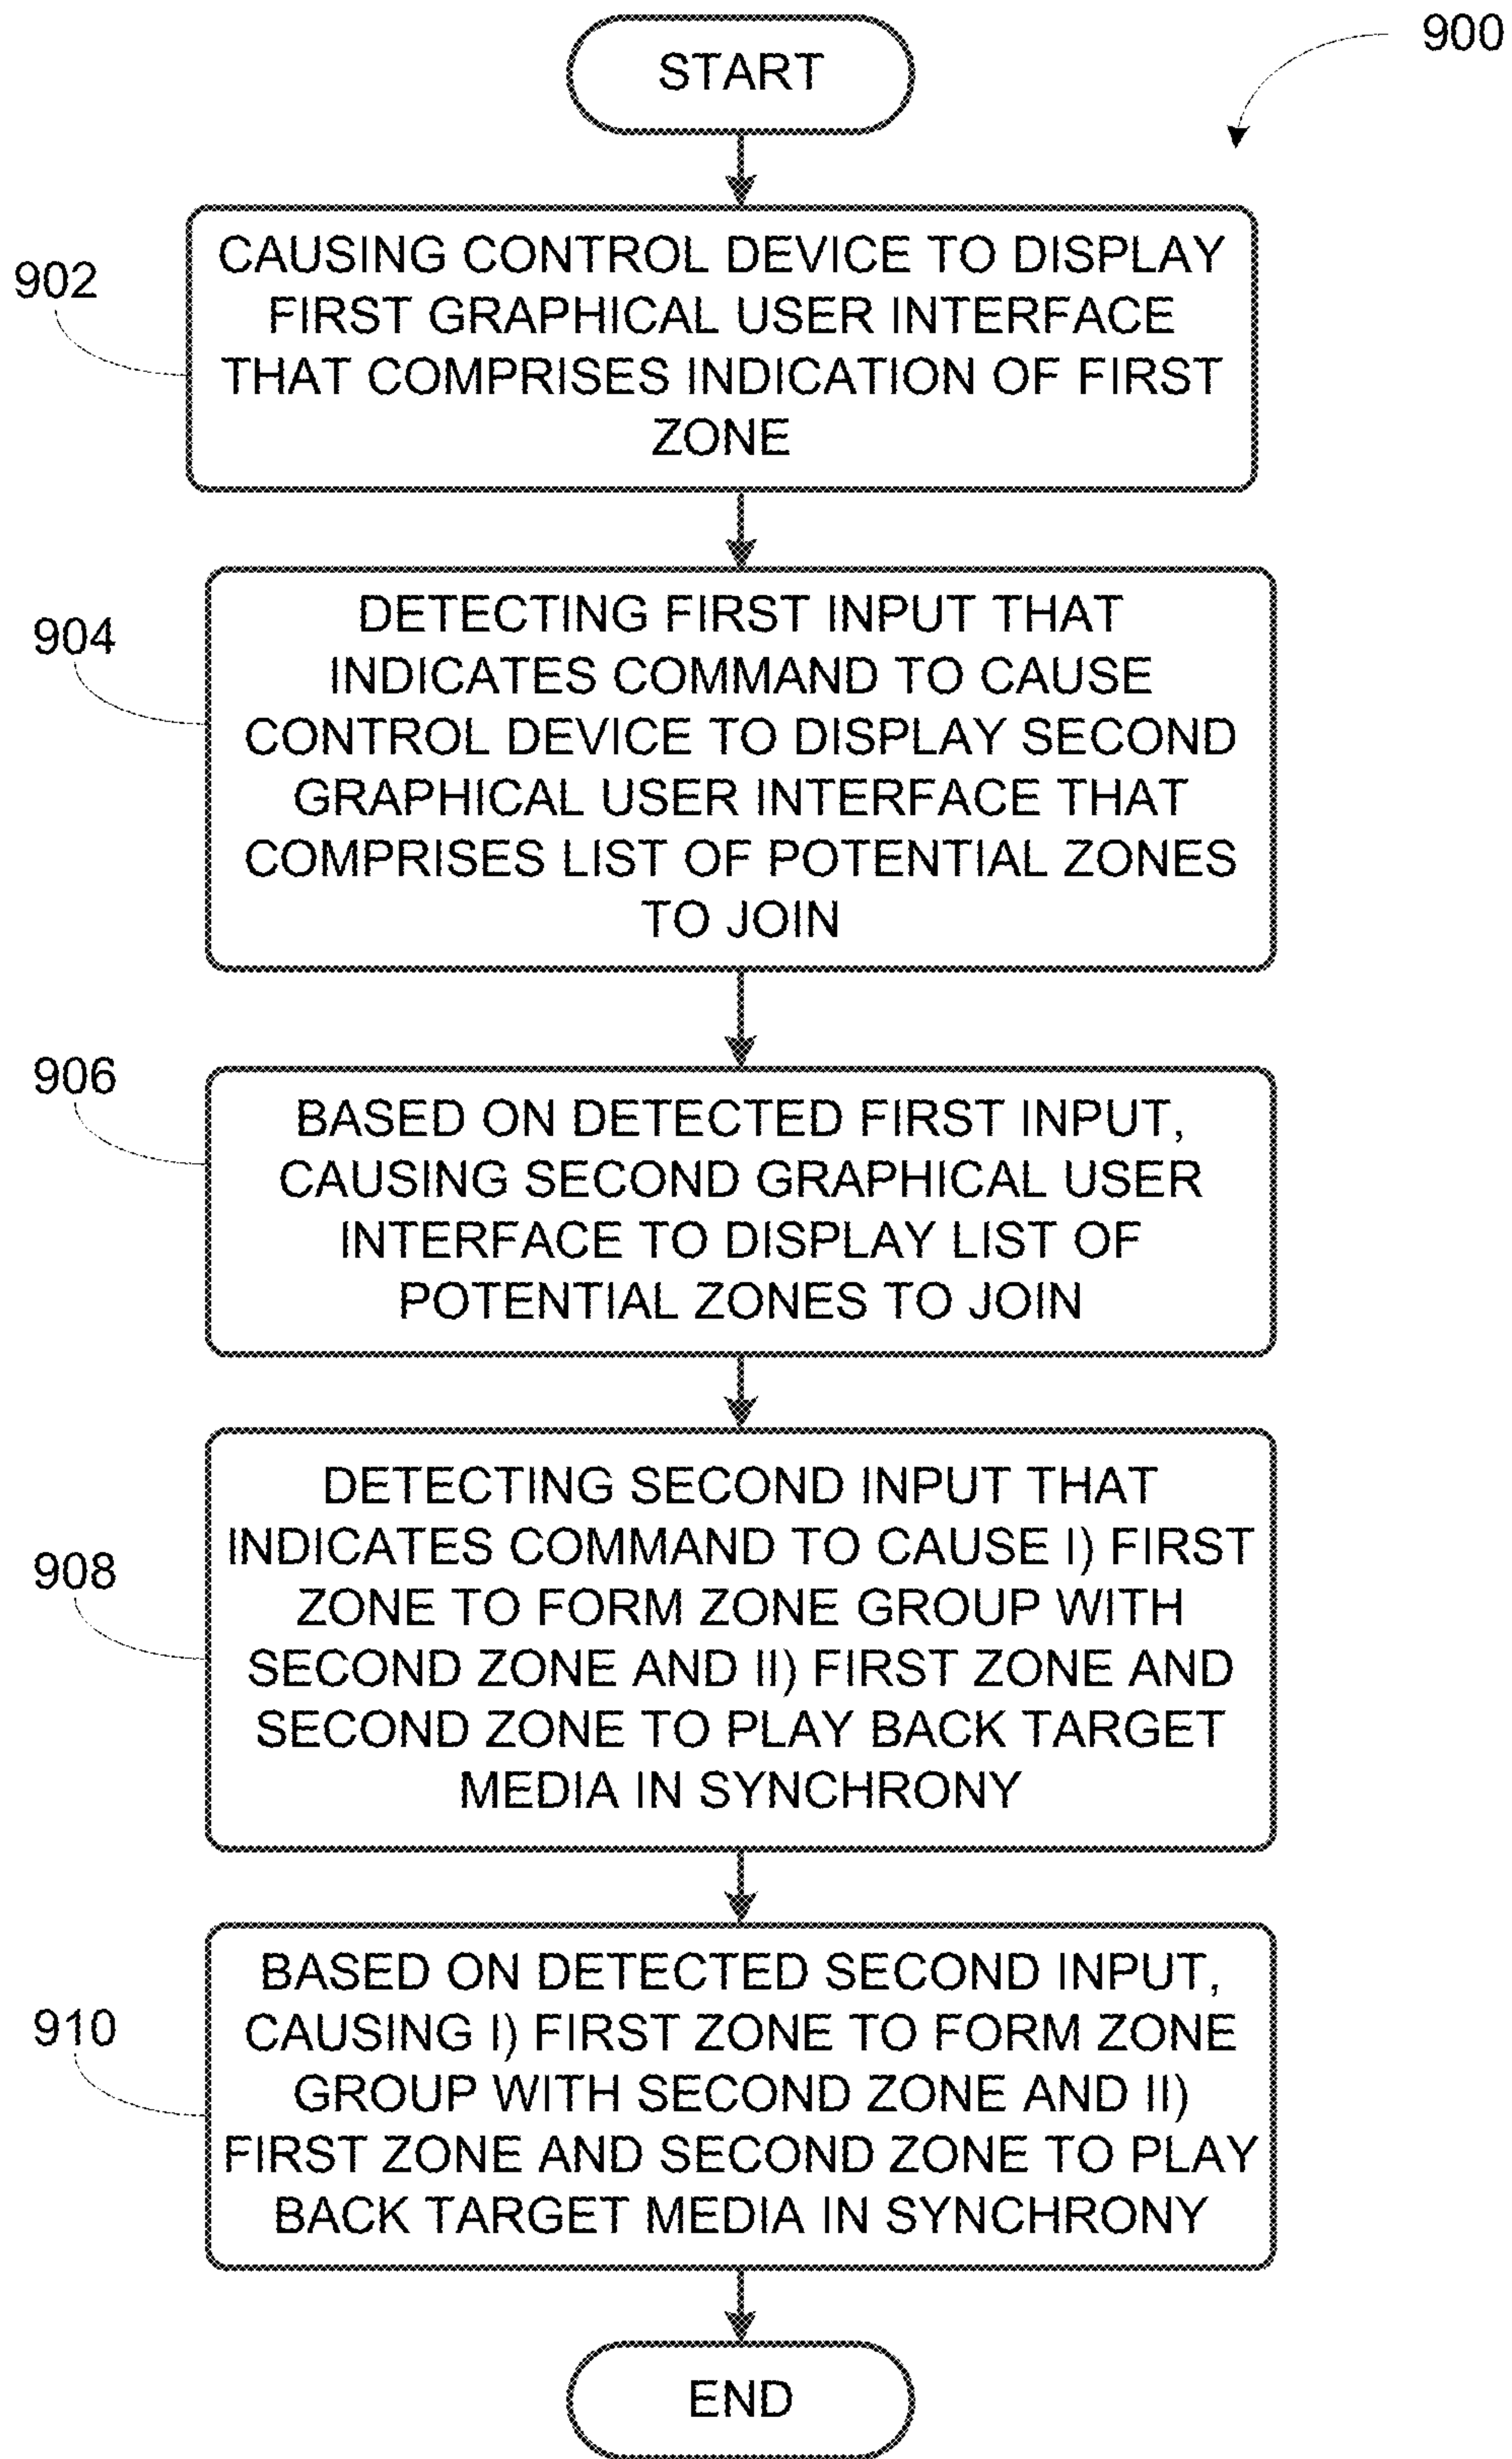 START
900
902
CAUSING CONTROL DEVICE TO DISPLAY
FIRST GRAPHICAL USER INTERFACE
THAT COMPRISES INDICATION OF FIRST
ZONE
904
DETECTING FIRST INPUT THAT
INDICATES COMMAND TO CAUSE
CONTROL DEVICE TO DISPLAY SECOND
GRAPHICAL USER INTERFACE THAT
COMPRISES LIST OF POTENTIAL ZONES
TO JOIN
906
BASED ON DETECTED FIRST INPUT,
CAUSING SECOND GRAPHICAL USER
INTERFACE TO DISPLAY LIST OF
POTENTIAL ZONES TO JOIN
908
DETECTING SECOND INPUT THAT
INDICATES COMMAND TO CAUSE I) FIRST
ZONE TO FORM ZONE GROUP WITH
SECOND ZONE AND II) FIRST ZONE AND
SECOND ZONE TO PLAY BACK TARGET
MEDIA IN SYNCHRONY
910
BASED ON DETECTED SECOND INPUT,
CAUSING I) FIRST ZONE TO FORM ZONE
GROUP WITH SECOND ZONE AND II)
FIRST ZONE AND SECOND ZONE TO PLAY
BACK TARGET MEDIA IN SYNCHRONY
END